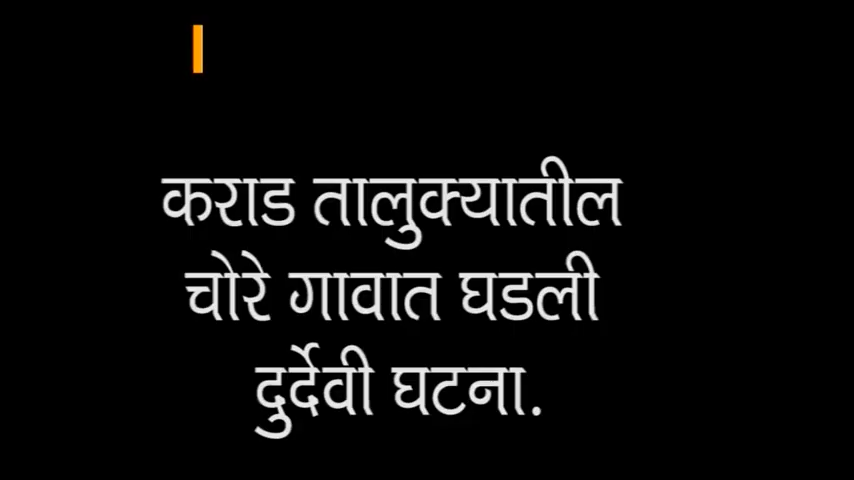 कराड तालुक्यातील
चोरे गावात घडली
दुर्देवी घटना.